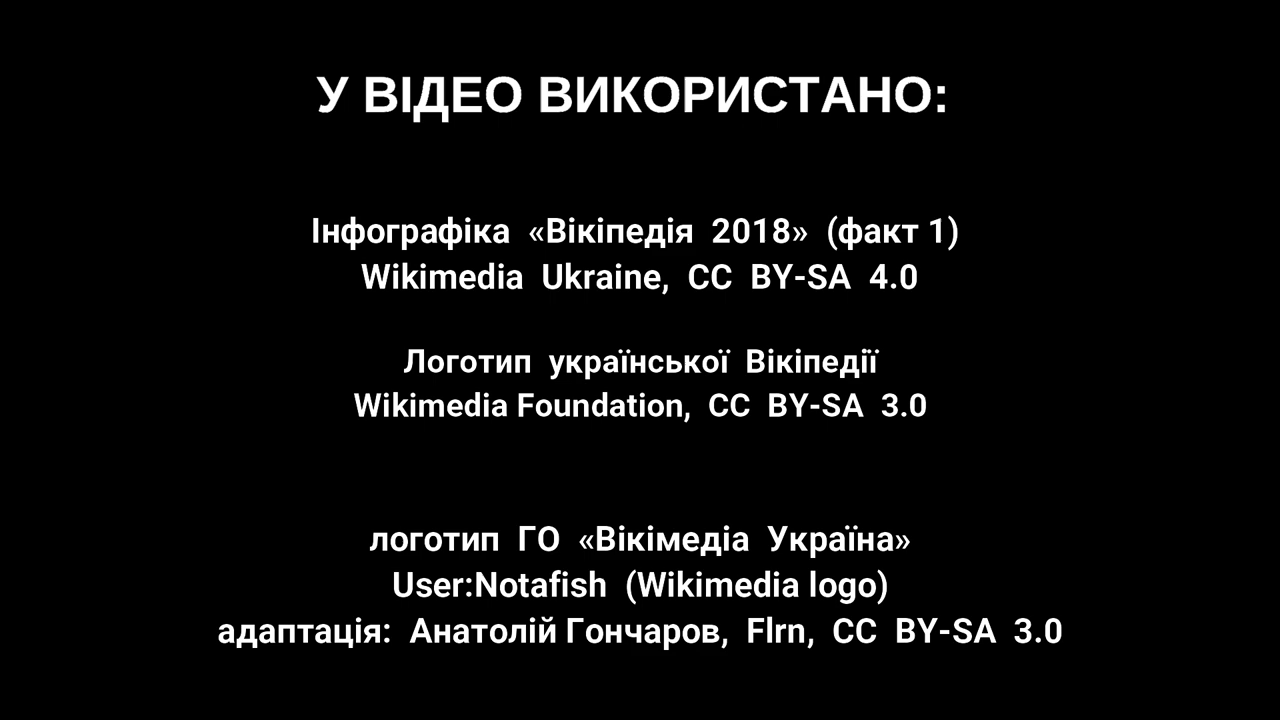 У ВІДЕО ВИКОРИСТАНО:
Інфографіка «Вікіпедія 2018» (факт 1)
Wikimedia Ukraine, CC BY-SA 4.0
Логотип української Вікіпедії
Wikimedia Foundation, CC BY-SA 3.0
логотип ГО «Вікімедіа Україна»
User:Notafish (Wikimedia logo)
адаптація: Анатолій Гончаров, Flrn, CC BY-SA 3.0